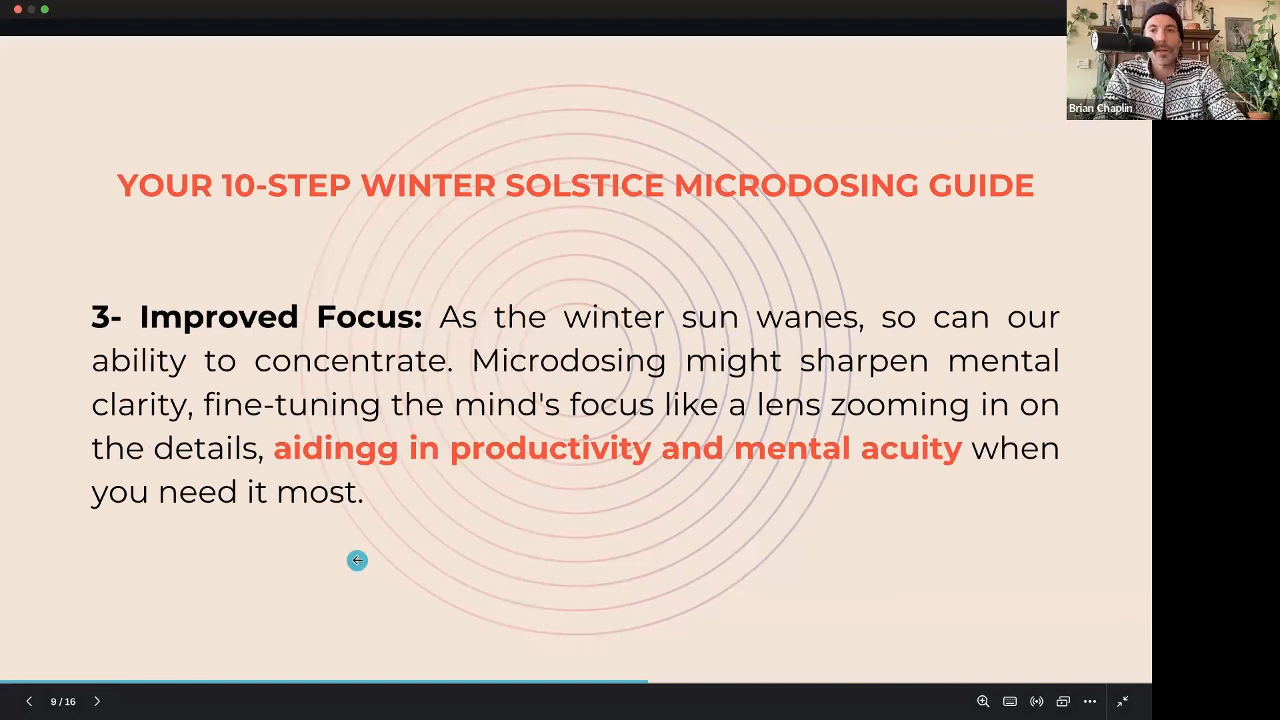 Brian Chaplin
YOUR 10-STEP WINTER SOLSTICE MICRODOSING GUIDE
3- Improved Focus: As the winter sun wanes, so can our
ability to concentrate. Microdosing might sharpen mental
clarity, fine-tuning the mind's focus like a lens zooming in on
the details, aidingg in productivity and mental acuity when
you need it most.
9 / 16